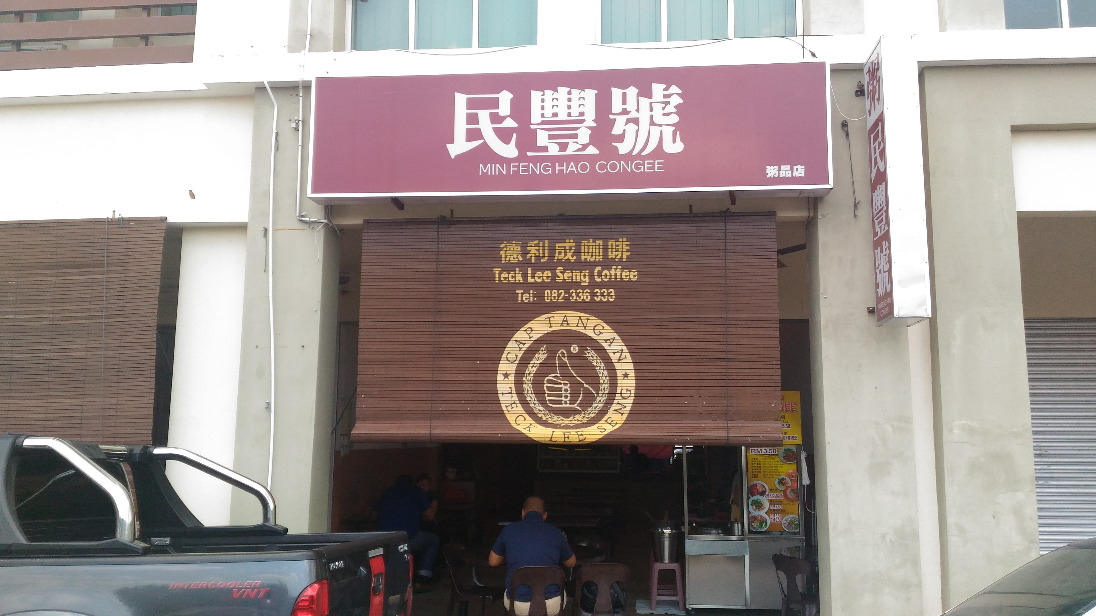 民豐號
MIN FENG HAO CONGEE
粥品店
粥民豐號
德利成咖啡
Teck Lee Seng Coffee
Tel: 082-336 333
CAP TANGAN
TECK LEE SENG
INTERCOOLER
VNT